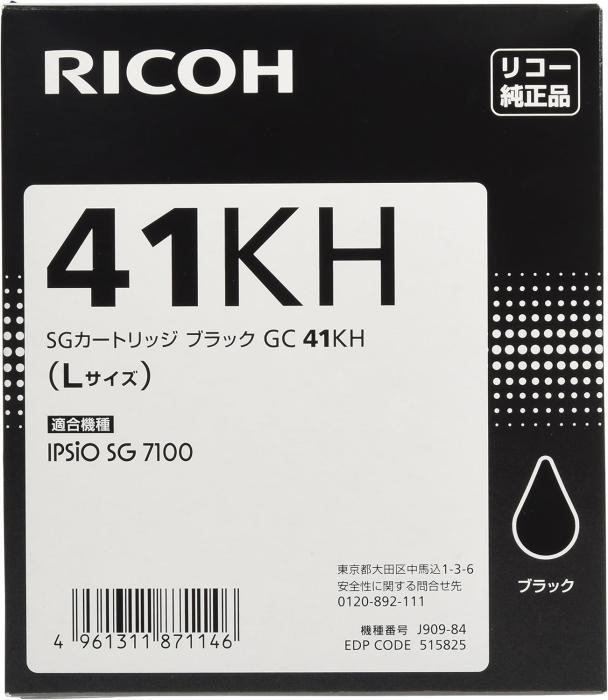 RICOH
リコー
純正品
41KH
SGカートリッジ ブラック GC 41KH
(Lサイズ)
適合機種
IPSiO SG 7100
東京都大田区中馬込1-3-6
安全性に関する問合せ先
0120-892-111
ブラック
4 961311 871146
機種番号 J909-84
EDP CODE 515825